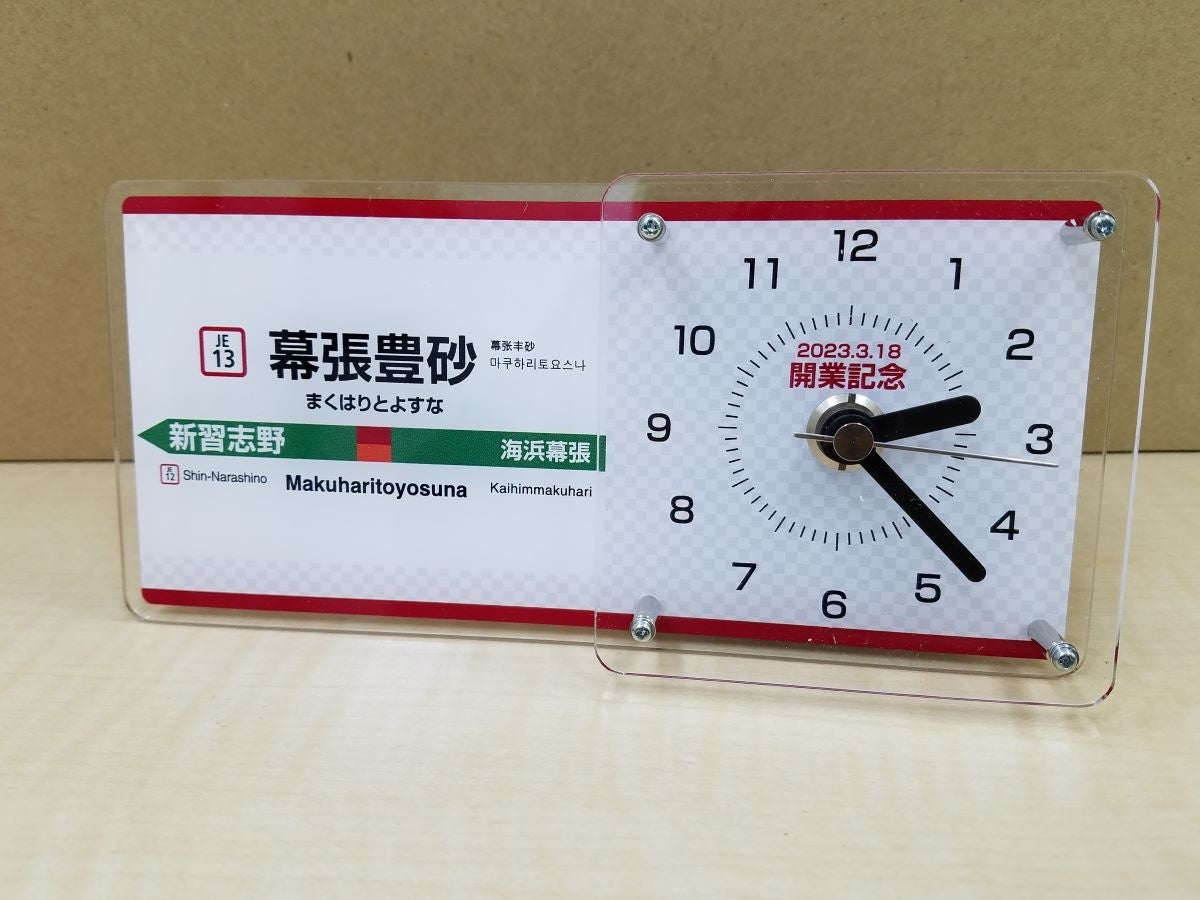 JE
13
幕張豊砂
幕张丰砂
마쿠하리토요스나
まくはりとよすな
新習志野
海浜幕張
JE
12
Shin-Narashino
Makuharitoyosuna
Kaihimmakuhari
12
1
2
3
4
5
6
7
8
9
10
11
2023.3.18
開業記念